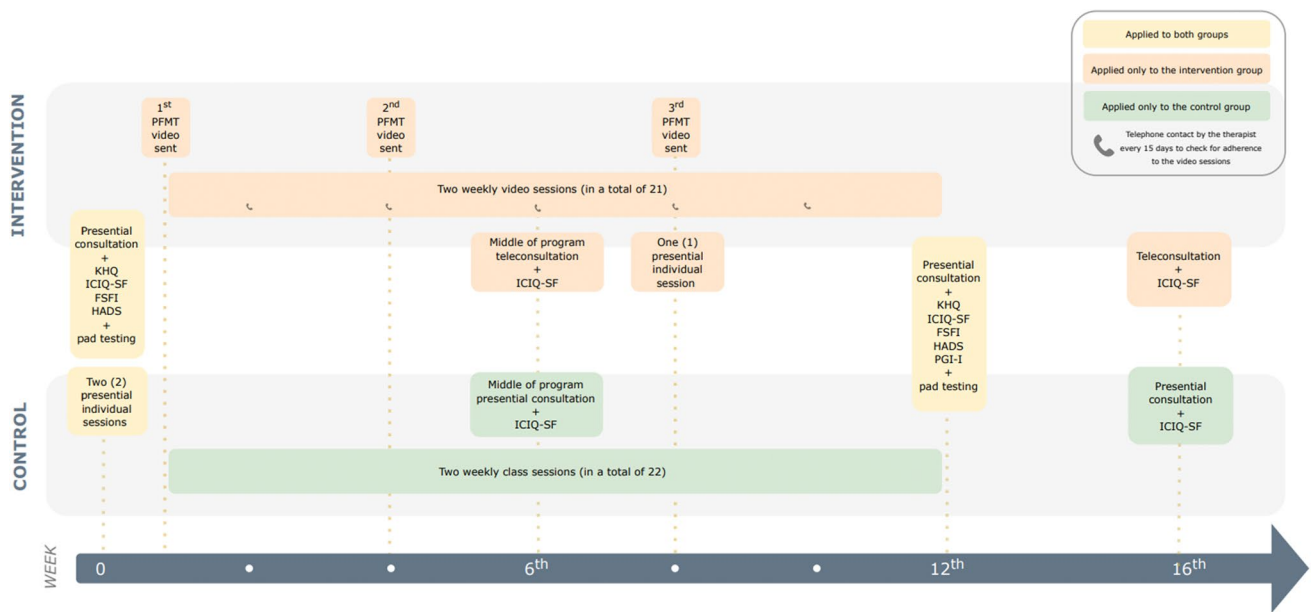 Applied to both groups
Applied only to the intervention group
Applied only to the control group
Telephone contact by the therapist
every 15 days to check for adherence
to the video sessions
INTERVENTION
1st
PFMT
video
sent
2nd
PFMT
video
sent
3rd
PFMT
video
sent
Two weekly video sessions (in a total of 21)
Presential
consultation
+
KHQ
ICIQ-SF
FSFI
HADS
+
pad testing
Middle of program
teleconsultation
+
ICIQ-SF
One (1)
presential
individual
session
Presential
consultation
+
KHQ
ICIQ-SF
FSFI
HADS
PGI-I
+
pad testing
Teleconsultation
+
ICIQ-SF
CONTROL
Two (2)
presential
individual
sessions
Middle of program
presential consultation
+
ICIQ-SF
Presential
consultation
+
ICIQ-SF
Two weekly class sessions (in a total of 22)
WEEK
0
6th
12th
16th